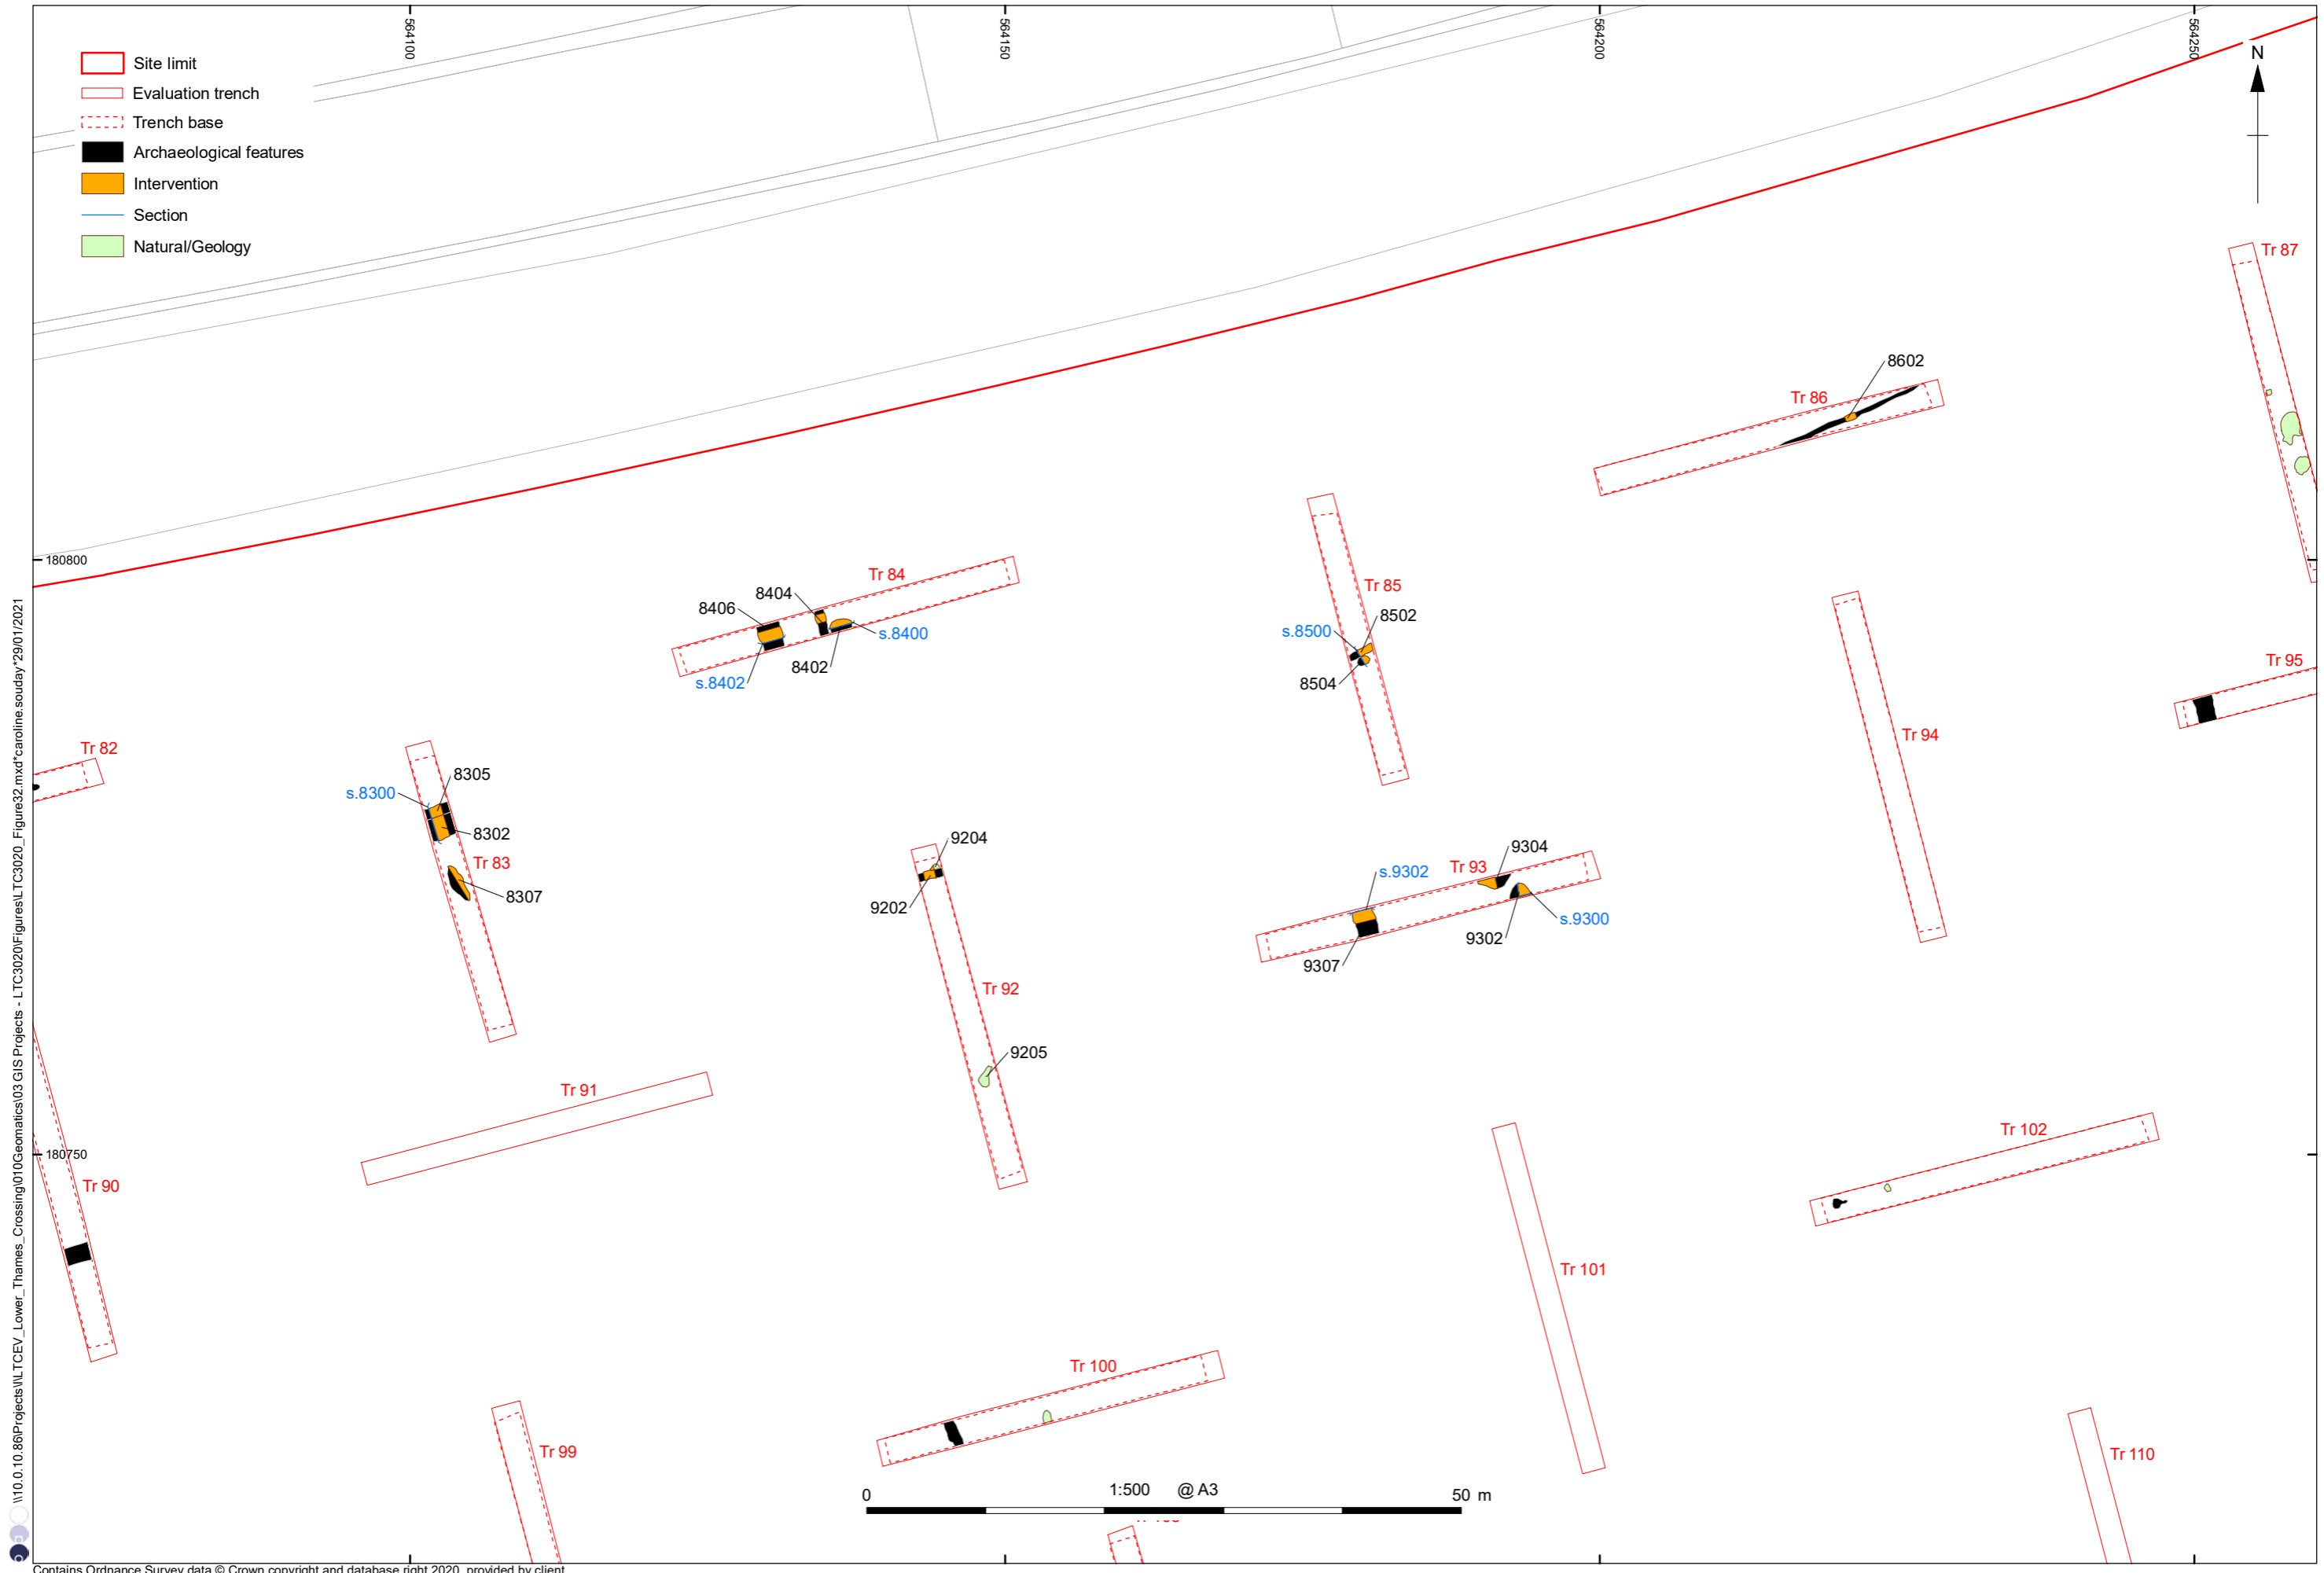 564100
564150
564200
564250
N
Site limit
Evaluation trench
Trench base
Archaeological features
Intervention
Section
Natural/Geology
Tr 87
8602
Tr 86
180800
Tr 84
8404
8406
s.8400
8402
s.8402
Tr 85
8502
s.8500
8504
Tr 95
Tr 94
Tr 82
8305
s.8300
8302
Tr 83
8307
9204
9202
Tr 92
9205
9304
Tr 93
s.9302
s.9300
9302
9307
Tr 91
Tr 102
180750
Tr 90
Tr 101
Tr 100
Tr 99
Tr 110
0
1:500 @ A3
50 m
\\10.0.10.86\Projects\l\LTCEV_Lower_Thames_Crossing\010Geomatics\03 GIS Projects - LTC3020\Figures\LTC3020_Figure32.mxd*caroline.souday*29/01/2021
Contains Ordnance Survey data © Crown copyright and database right 2020, provided by client